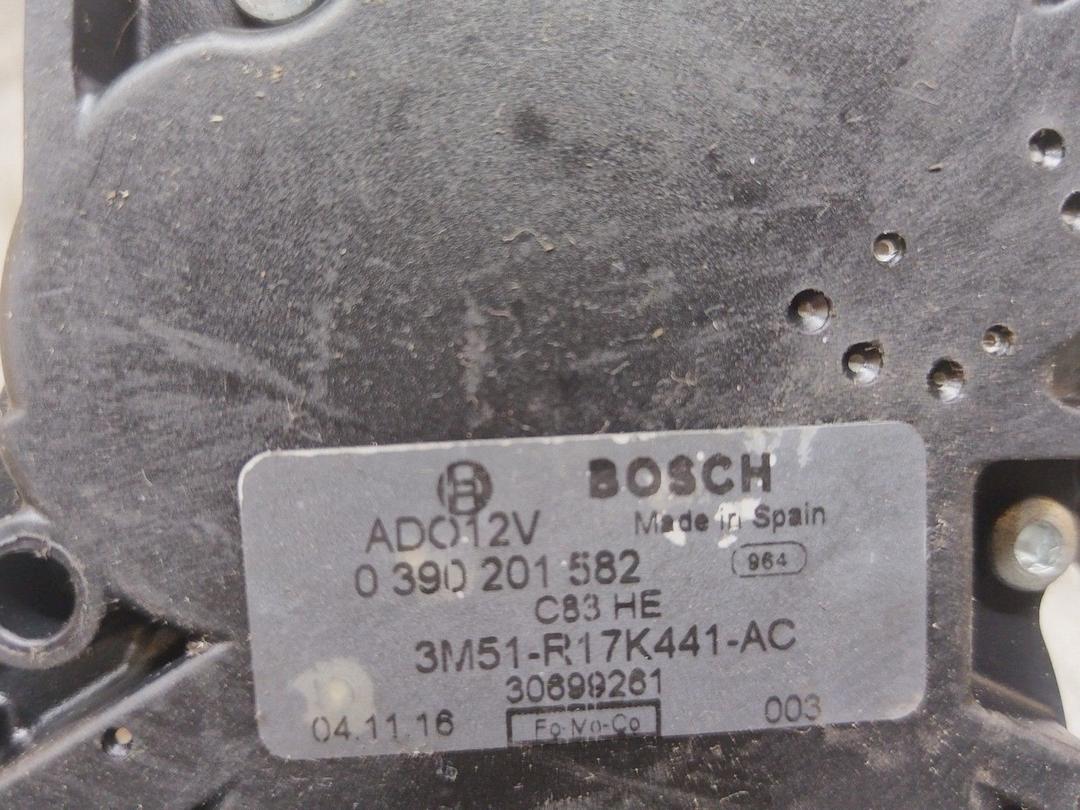 BOSCH
ADO12V Made in Spain
0 390 201 582 964
C83 HE
3M51-R17K441-AC
30699261
04.11.16 Fo-Mo-Co 003